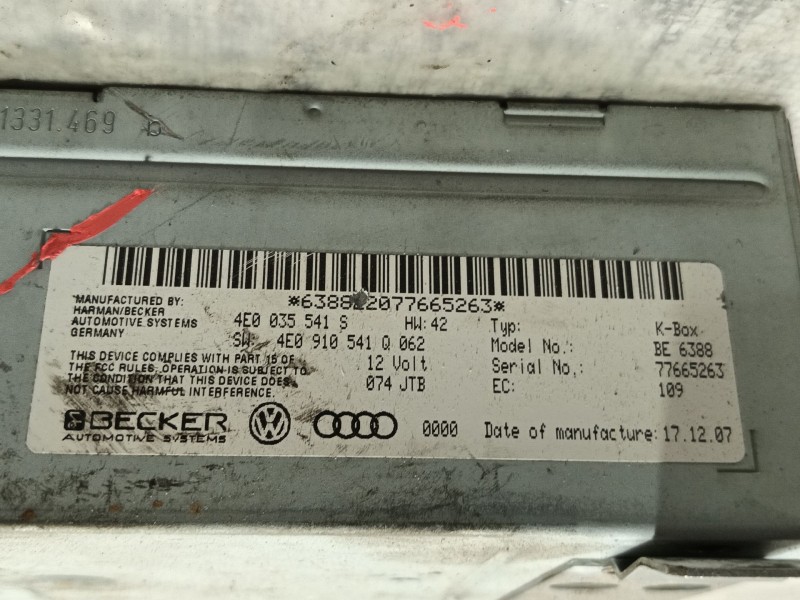 1331.469 D
*638822077665263*
MANUFACTURED BY:
HARMAN/BECKER
AUTOMOTIVE SYSTEMS
GERMANY
4E0 035 541 S HW: 42
SW: 4E0 910 541 Q 062
THIS DEVICE COMPLIES WITH PART 15 OF
THE FCC RULES. OPERATION IS SUBJECT TO
THE CONDITION THAT THIS DEVICE DOES
NOT CAUSE HARMFUL INTERFERENCE.
12 Volt
074 JTB
Typ: K-Box
Model No.: BE 6388
Serial No.: 77665263
EC: 109
BECKER
AUTOMOTIVE SYSTEMS
0000 Date of manufacture: 17.12.07